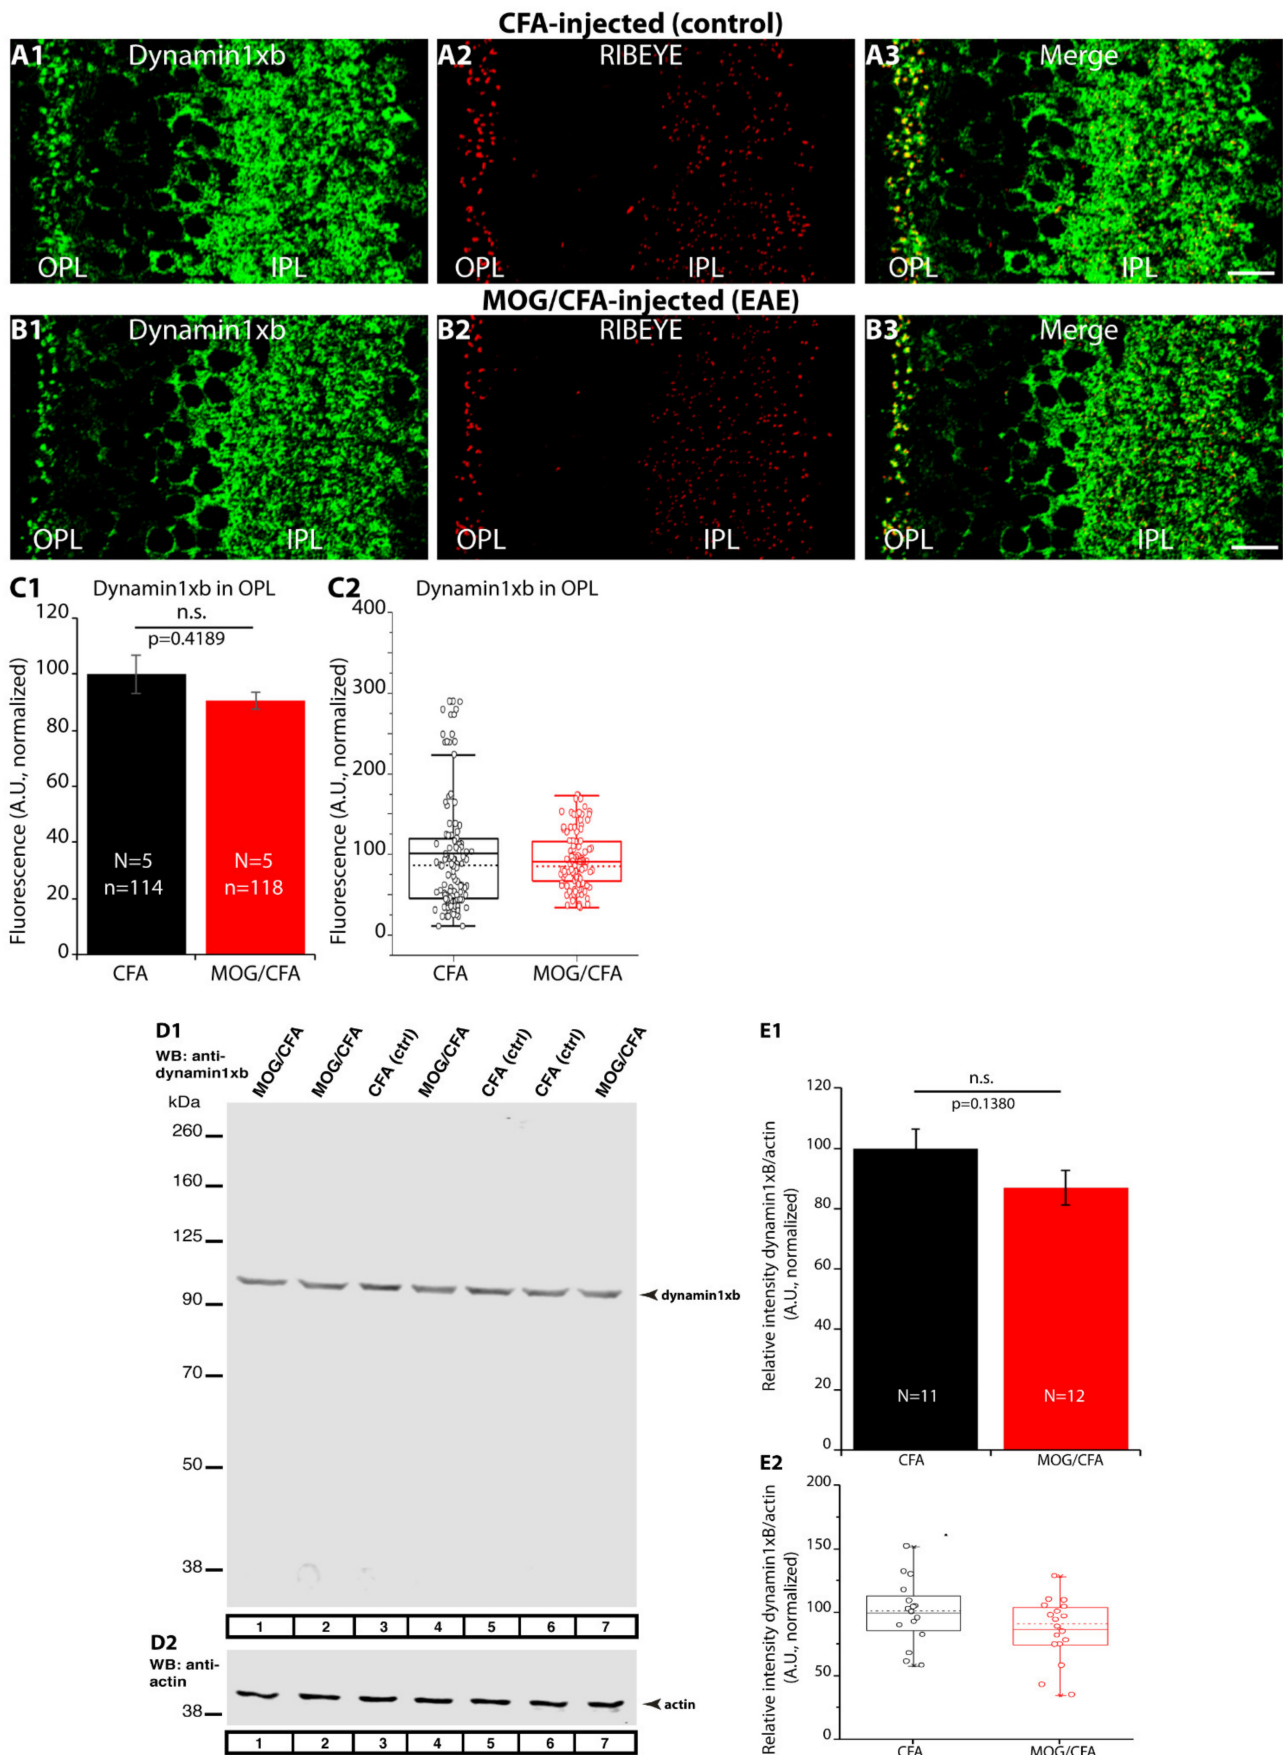 CFA-injected (control)
A1 Dynamin1xb
OPL IPL
A2 RIBEYE
OPL IPL
A3 Merge
OPL IPL
MOG/CFA-injected (EAE)
B1 Dynamin1xb
OPL IPL
B2 RIBEYE
OPL IPL
B3 Merge
OPL IPL
C1 Dynamin1xb in OPL
n.s.
p=0.4189
Fluorescence (A.U., normalized)
120
100
80
60
40
20
0
N=5
n=114
N=5
n=118
CFA MOG/CFA
C2 Dynamin1xb in OPL
Fluorescence (A.U., normalized)
400
300
200
100
0
CFA MOG/CFA
D1
WB: anti-
dynamin1xb
MOG/CFA MOG/CFA CFA (ctrl) MOG/CFA CFA (ctrl) CFA (ctrl) MOG/CFA
kDa
260
160
125
90
70
50
38
dynamin1xb
1 2 3 4 5 6 7
D2
WB: anti-
actin
38
actin
1 2 3 4 5 6 7
E1
n.s.
p=0.1380
Relative intensity dynamin1xB/actin
(A.U., normalized)
120
100
80
60
40
20
0
N=11 N=12
CFA MOG/CFA
E2
Relative intensity dynamin1xB/actin
(A.U., normalized)
200
150
100
50
0
CFA MOG/CFA